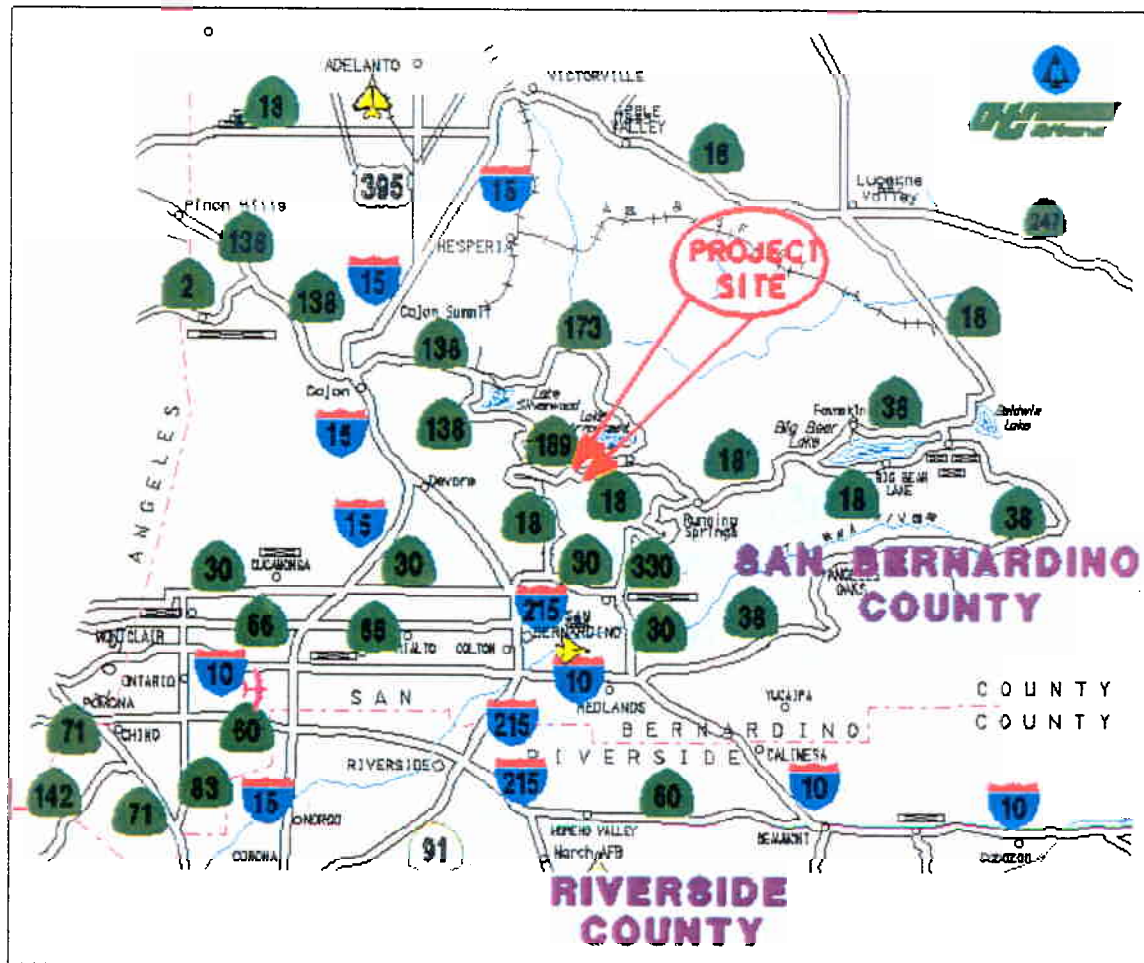 ADELANTO
VICTORVILLE
18
APPLE
VALLEY
18
395
15
Lucerne
Valley
Pinon Hills
247
138
HESPERIA
PROJECT
SITE
2
15
138
18
Cajon Summit
173
138
Cajon
Lake
Silverwood
Lake
38
Baldwin
Lake
ANGELES
15
138
189
Fawnskin
Big Bear
Lake
18
Devore
BIG BEAR
LAKE
18
18
18
38
15
Running
Springs
30
CUCAMONGA
30
30
330
SAN BERNARDINO
COUNTY
ANGELUS
OAKS
215
SAN
BERNARDINO
66
66
30
38
MONTCLAIR
RIALTO
COLTON
ONTARIO
10
10
REDLANDS
POMONA
SAN
YUCAIPA
COUNTY
COUNTY
71
CHINO
60
215
BERNARDINO
RIVERSIDE
CALIMESA
RIVERSIDE
142
71
83
15
215
60
10
10
NORCO
CORONA
91
MORENO VALLEY
BEAUMONT
March AFB
RIVERSIDE
COUNTY